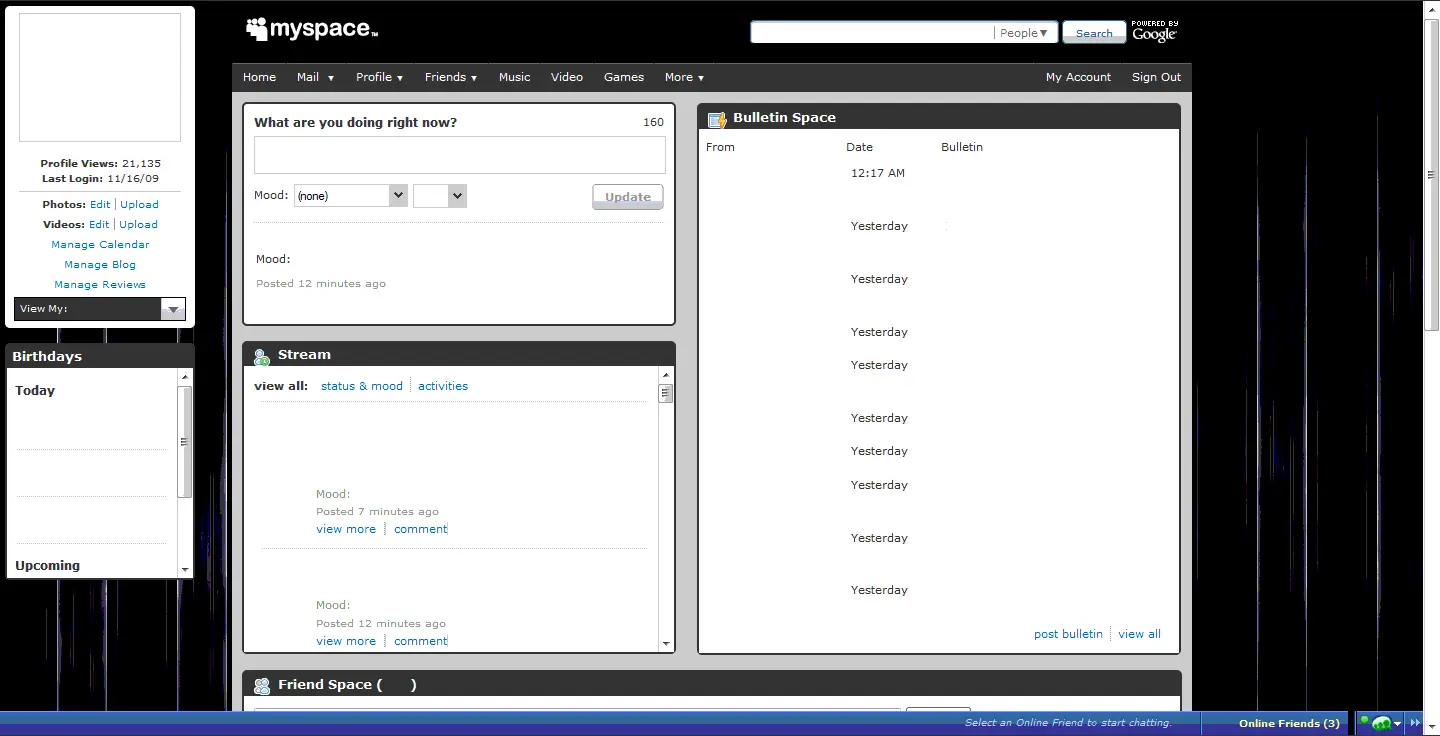 myspace™
People▼
Search
POWERED BY
Google™
Home Mail ▼ Profile ▼ Friends ▼ Music Video Games More ▼ My Account Sign Out
Profile Views: 21,135
Last Login: 11/16/09
Photos: Edit | Upload
Videos: Edit | Upload
Manage Calendar
Manage Blog
Manage Reviews
View My:
Birthdays
Today
Upcoming
What are you doing right now? 160
Mood: (none)
Update
Mood:
Posted 12 minutes ago
Stream
view all: status & mood | activities
Mood:
Posted 7 minutes ago
view more | comment
Mood:
Posted 12 minutes ago
view more | comment
Bulletin Space
From Date Bulletin
12:17 AM
Yesterday
Yesterday
Yesterday
Yesterday
Yesterday
Yesterday
Yesterday
Yesterday
Yesterday
post bulletin | view all
Friend Space ( )
Select an Online Friend to start chatting.
Online Friends (3)